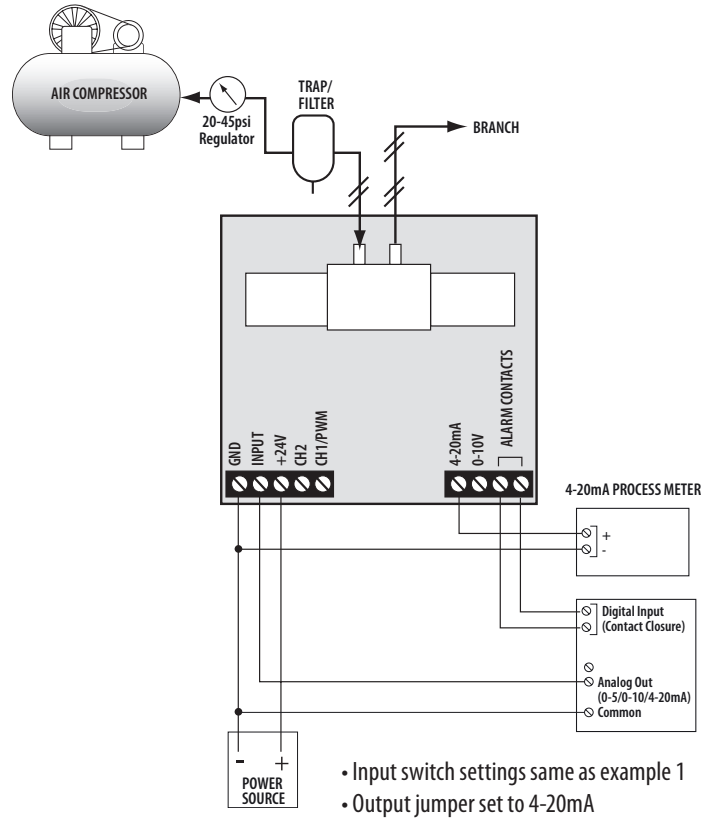 AIR COMPRESSOR
20-45psi
Regulator
TRAP/
FILTER
BRANCH
GND
INPUT
+24V
CH2
CH1/PWM
4-20mA
0-10V
ALARM CONTACTS
4-20mA PROCESS METER
+
-
Digital Input
(Contact Closure)
Analog Out
(0-5/0-10/4-20mA)
Common
- +
POWER
SOURCE
• Input switch settings same as example 1
• Output jumper set to 4-20mA